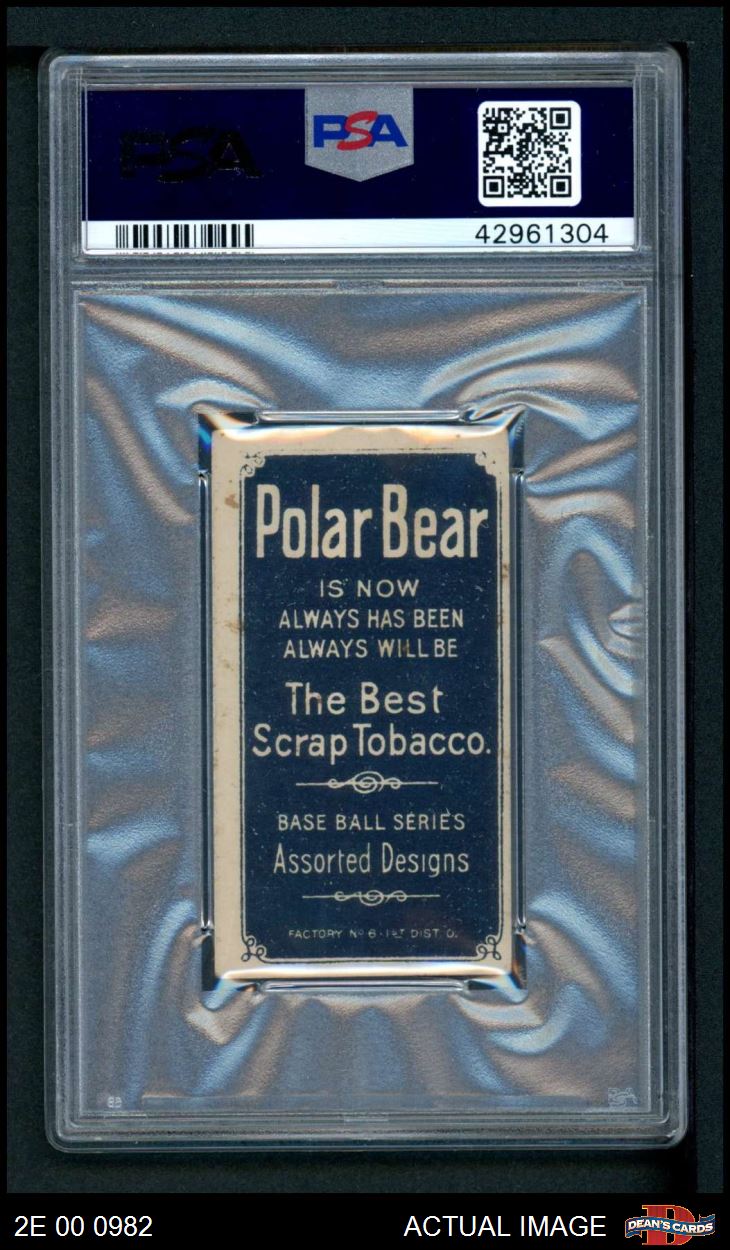 PSA
PSA
42961304
Polar Bear
IS NOW
ALWAYS HAS BEEN
ALWAYS WILL BE
The Best
Scrap Tobacco.
BASE BALL SERIES
Assorted Designs
FACTORY Nº 6 - 1ST DIST. O.
2E 00 0982
ACTUAL IMAGE
D
DEAN'S CARDS